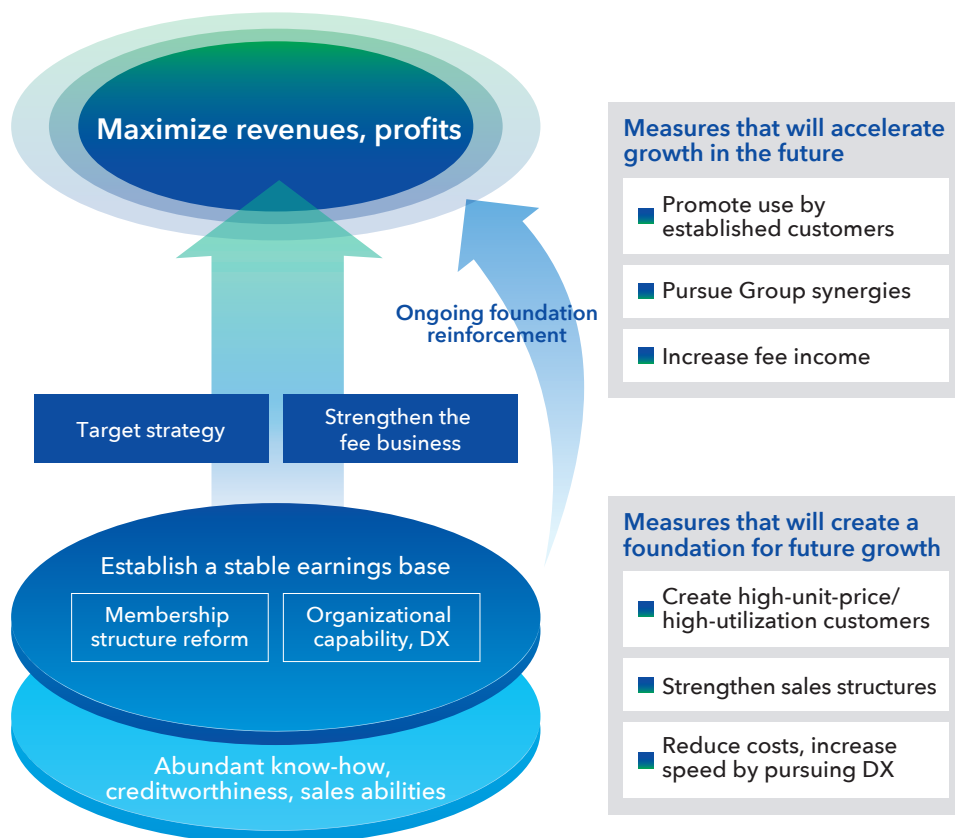 Maximize revenues, profits
Ongoing foundation
reinforcement
Target strategy
Strengthen the
fee business
Establish a stable earnings base
Membership
structure reform
Organizational
capability, DX
Abundant know-how,
creditworthiness, sales abilities
Measures that will accelerate
growth in the future
Promote use by
established customers
Pursue Group synergies
Increase fee income
Measures that will create a
foundation for future growth
Create high-unit-price/
high-utilization customers
Strengthen sales structures
Reduce costs, increase
speed by pursuing DX